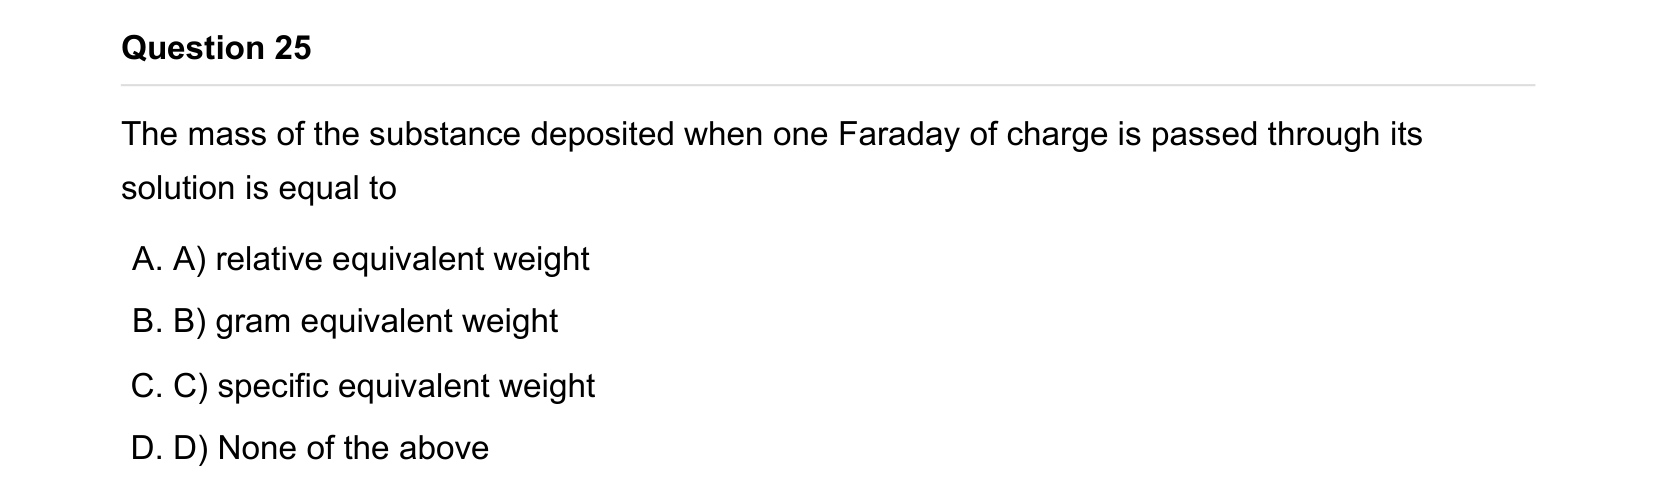 Question 25
The mass of the substance deposited when one Faraday of charge is passed through its
solution is equal to
A. A) relative equivalent weight
B. B) gram equivalent weight
C. C) specific equivalent weight
D. D) None of the above